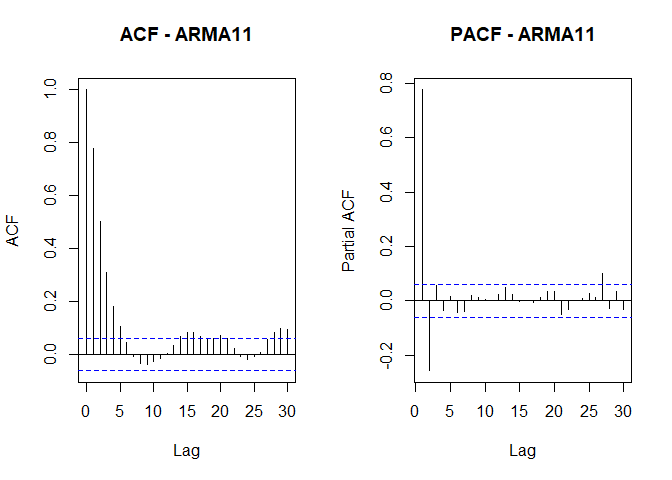 ACF - ARMA11
ACF
0.0 0.2 0.4 0.6 0.8 1.0
0 5 10 15 20 25 30
Lag
PACF - ARMA11
Partial ACF
-0.2 0.0 0.2 0.4 0.6 0.8
0 5 10 15 20 25 30
Lag